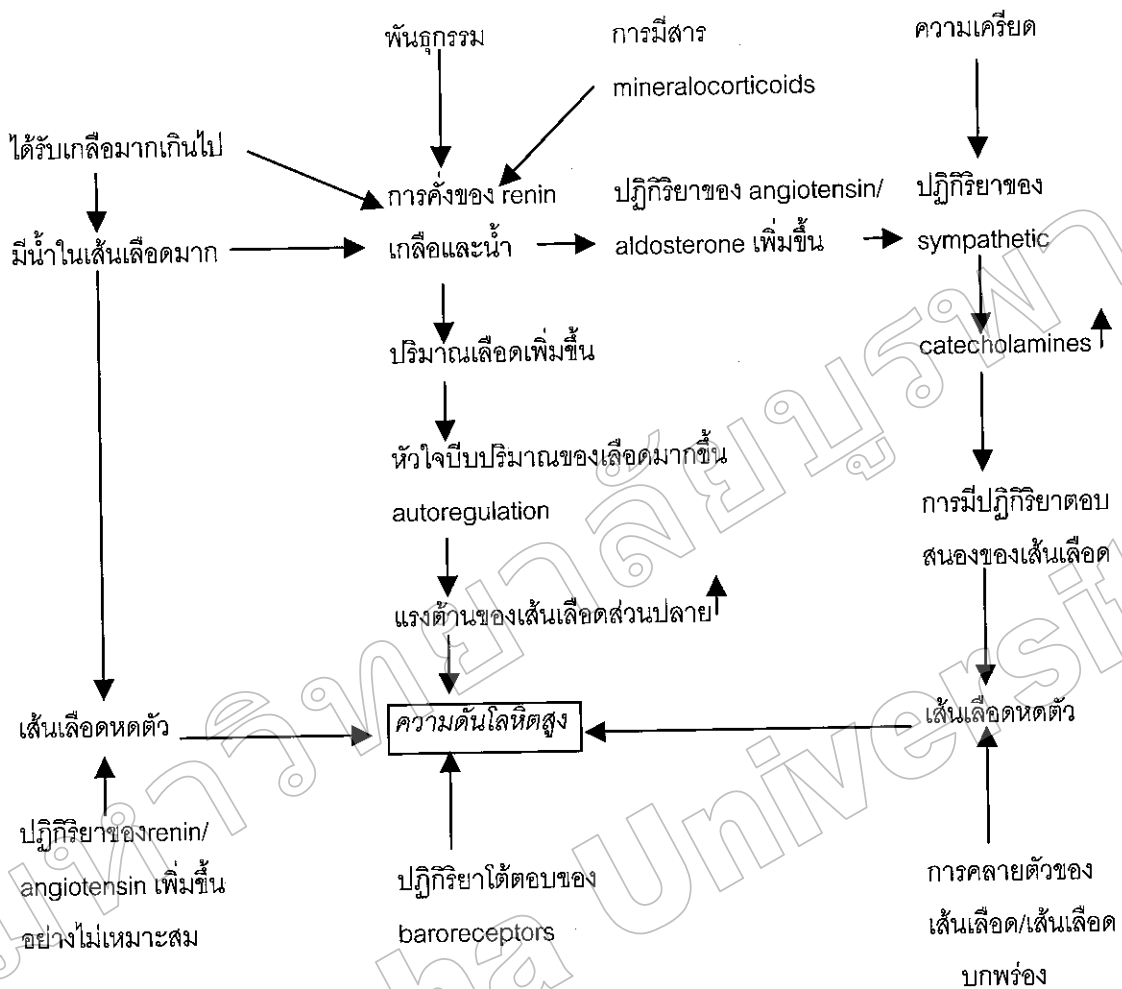 พันธุกรรม
การมีสาร
mineralocorticoids
ความเครียด
ได้รับเกลือมากเกินไป
มีน้ำในเส้นเลือดมาก
การคั่งของ renin
เกลือและน้ำ
ปฏิกิริยาของ angiotensin/
aldosterone เพิ่มขึ้น
ปฏิกิริยาของ
sympathetic
ปริมาณเลือดเพิ่มขึ้น
catecholamines
หัวใจบีบปริมาณของเลือดมากขึ้น
autoregulation
การมีปฏิกิริยาตอบ
สนองของเส้นเลือด
แรงต้านของเส้นเลือดส่วนปลาย
เส้นเลือดหดตัว
ความดันโลหิตสูง
เส้นเลือดหดตัว
ปฏิกิริยาของrenin/
angiotensin เพิ่มขึ้น
อย่างไม่เหมาะสม
ปฏิกิริยาโต้ตอบของ
baroreceptors
การคลายตัวของ
เส้นเลือด/เส้นเลือด
บกพร่อง
มหาวิทยาลัยบูรพา
ha Universit